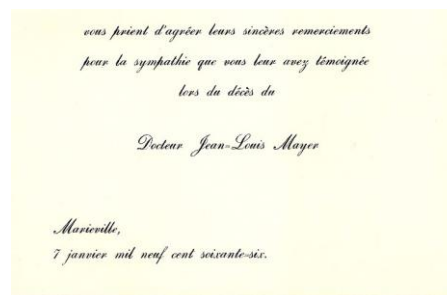 vous prient d'agréer leurs sincères remerciements
pour la sympathie que vous leur avez témoignée
lors du décès du
Docteur Jean-Louis Mayer
Marieville,
7 janvier mil neuf cent soixante-six.